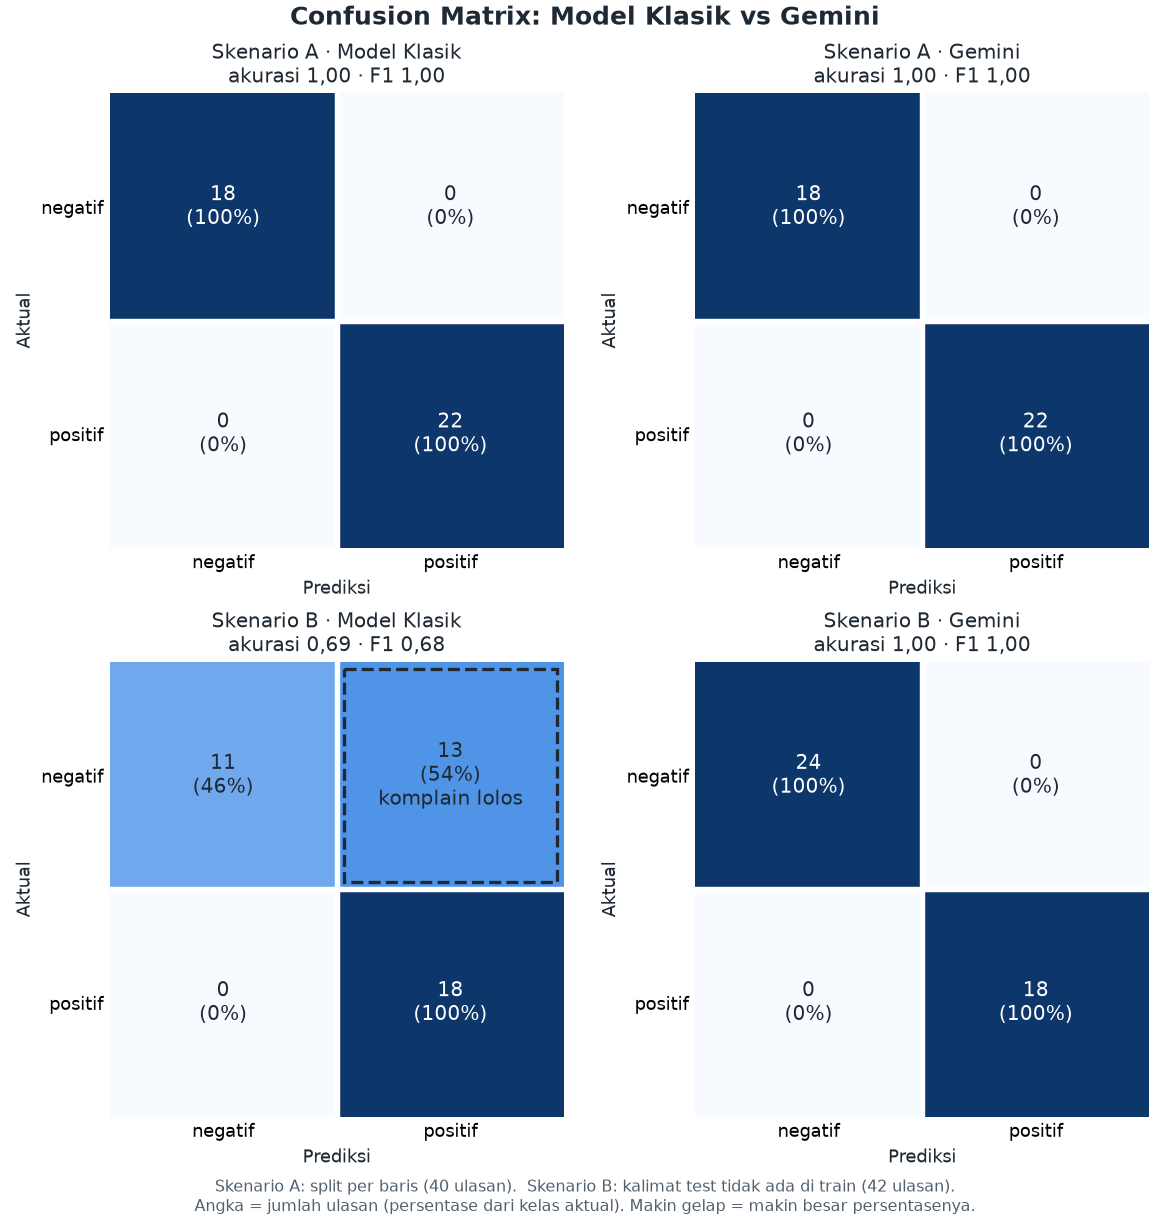 Confusion Matrix: Model Klasik vs Gemini
Skenario A · Model Klasik
akurasi 1,00 · F1 1,00
Aktual
negatif
18
(100%)
0
(0%)
positif
0
(0%)
22
(100%)
negatif
positif
Prediksi
Skenario A · Gemini
akurasi 1,00 · F1 1,00
Aktual
negatif
18
(100%)
0
(0%)
positif
0
(0%)
22
(100%)
negatif
positif
Prediksi
Skenario B · Model Klasik
akurasi 0,69 · F1 0,68
Aktual
negatif
11
(46%)
13
(54%)
komplain lolos
positif
0
(0%)
18
(100%)
negatif
positif
Prediksi
Skenario B · Gemini
akurasi 1,00 · F1 1,00
Aktual
negatif
24
(100%)
0
(0%)
positif
0
(0%)
18
(100%)
negatif
positif
Prediksi
Skenario A: split per baris (40 ulasan).  Skenario B: kalimat test tidak ada di train (42 ulasan).
Angka = jumlah ulasan (persentase dari kelas aktual). Makin gelap = makin besar persentasenya.